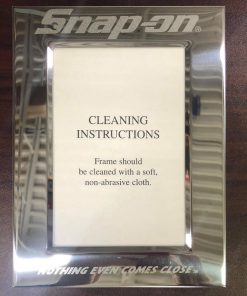 Snap-on
CLEANING
INSTRUCTIONS
Frame should
be cleaned with a soft,
non-abrasive cloth.
NOTHING EVEN COMES CLOSE